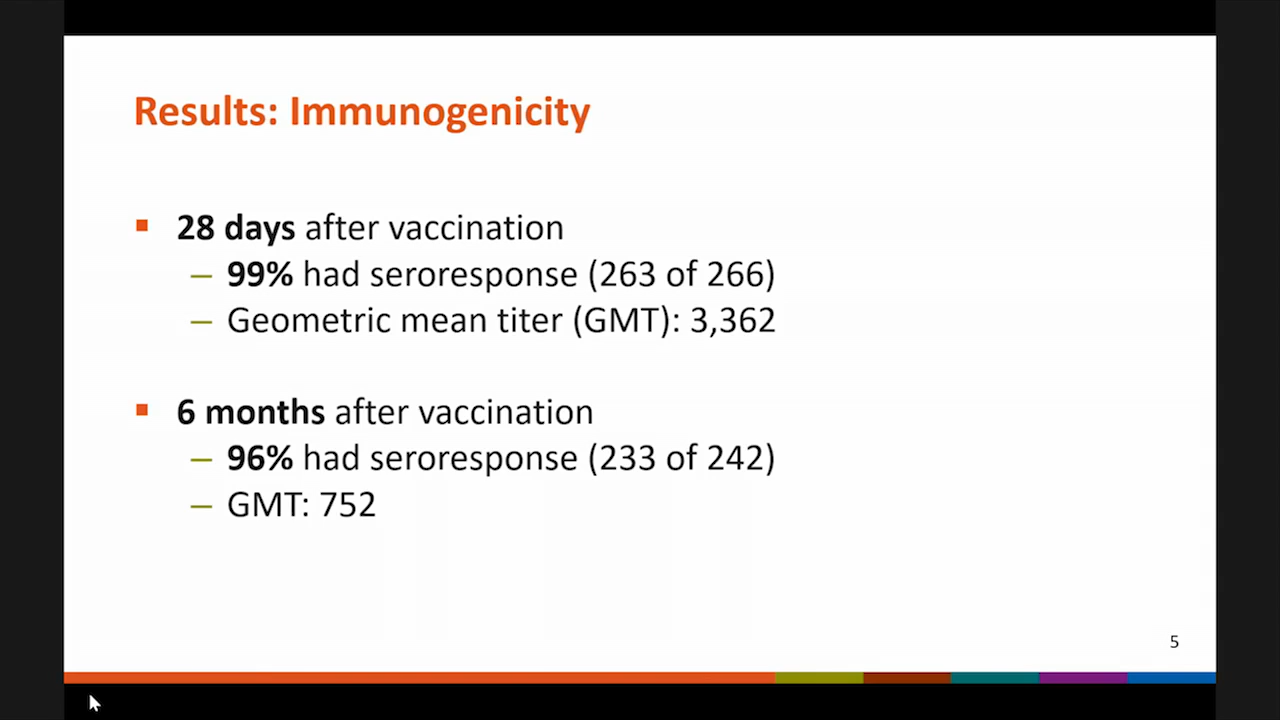 Results: Immunogenicity
▪ 28 days after vaccination
– 99% had seroresponse (263 of 266)
– Geometric mean titer (GMT): 3,362
▪ 6 months after vaccination
– 96% had seroresponse (233 of 242)
– GMT: 752
5